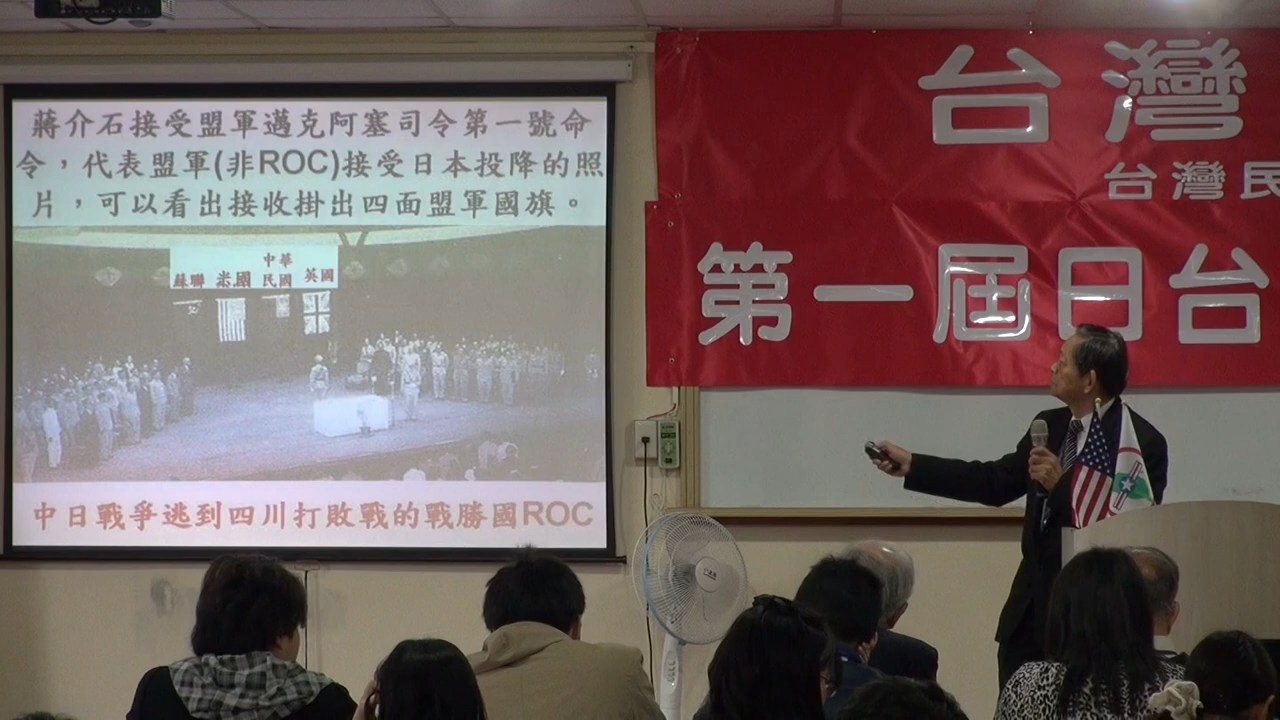 蔣介石接受盟軍邁克阿塞司令第一號命
令，代表盟軍(非ROC)接受日本投降的照
片，可以看出接收掛出四面盟軍國旗。
蘇聯 米國 中華民國 英國
中日戰爭逃到四川打敗戰的戰勝國ROC
台灣
台灣民
第一屆日台